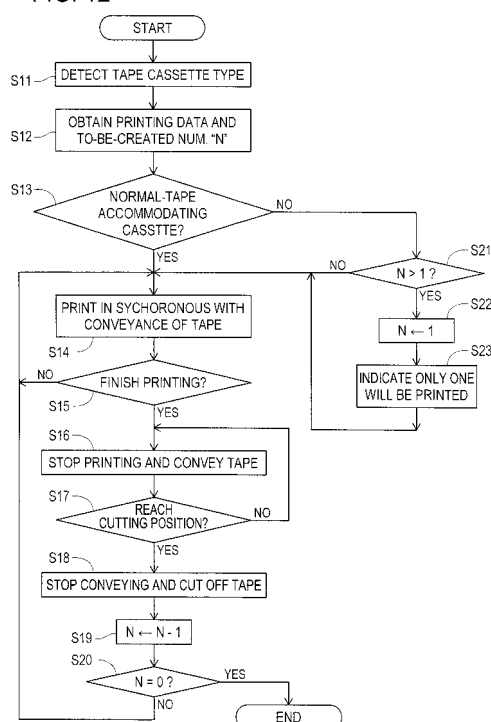 FIG. 12
START
S11
DETECT TAPE CASSETTE TYPE
S12
OBTAIN PRINTING DATA AND
TO-BE-CREATED NUM. "N"
S13
NORMAL-TAPE
ACCOMMODATING
CASSTTE?
NO
YES
S21
N > 1 ?
NO
YES
S22
N ← 1
S23
INDICATE ONLY ONE
WILL BE PRINTED
PRINT IN SYCHORONOUS WITH
CONVEYANCE OF TAPE
S14
NO
FINISH PRINTING?
S15
YES
S16
STOP PRINTING AND CONVEY TAPE
S17
REACH
CUTTING POSITION?
NO
YES
S18
STOP CONVEYING AND CUT OFF TAPE
S19
N ← N - 1
S20
N = 0 ?
YES
NO
END